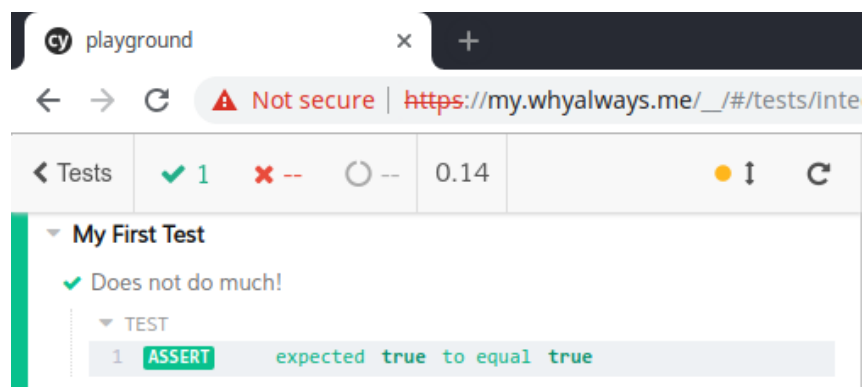 cy playground
Not secure | https://my.whyalways.me/__/#/tests/inte
Tests 1 -- -- 0.14
My First Test
Does not do much!
TEST
1 ASSERT expected true to equal true